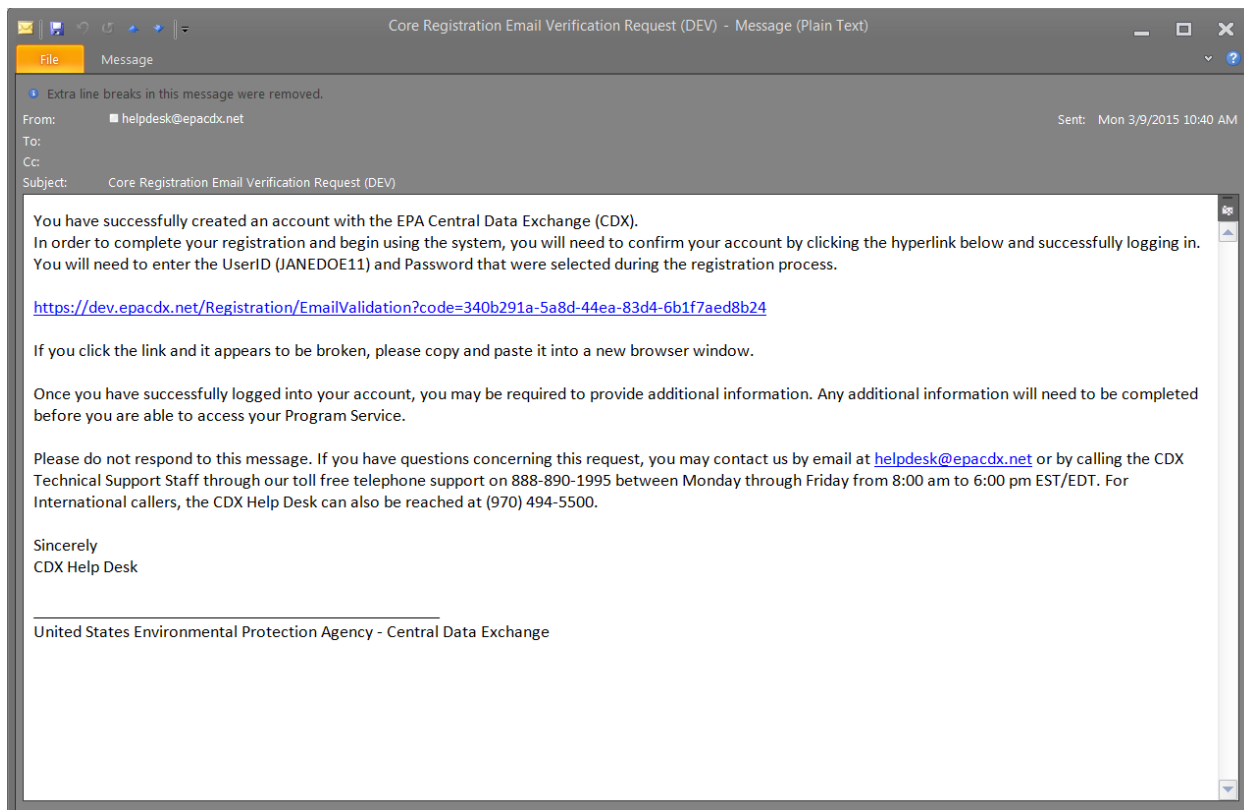 Core Registration Email Verification Request (DEV) - Message (Plain Text)
File Message
Extra line breaks in this message were removed.
From: helpdesk@epacdx.net Sent: Mon 3/9/2015 10:40 AM
To:
Cc:
Subject: Core Registration Email Verification Request (DEV)
You have successfully created an account with the EPA Central Data Exchange (CDX).
In order to complete your registration and begin using the system, you will need to confirm your account by clicking the hyperlink below and successfully logging in.
You will need to enter the UserID (JANEDOE11) and Password that were selected during the registration process.
https://dev.epacdx.net/Registration/EmailValidation?code=340b291a-5a8d-44ea-83d4-6b1f7aed8b24
If you click the link and it appears to be broken, please copy and paste it into a new browser window.
Once you have successfully logged into your account, you may be required to provide additional information. Any additional information will need to be completed
before you are able to access your Program Service.
Please do not respond to this message. If you have questions concerning this request, you may contact us by email at helpdesk@epacdx.net or by calling the CDX
Technical Support Staff through our toll free telephone support on 888-890-1995 between Monday through Friday from 8:00 am to 6:00 pm EST/EDT. For
International callers, the CDX Help Desk can also be reached at (970) 494-5500.
Sincerely
CDX Help Desk
United States Environmental Protection Agency - Central Data Exchange